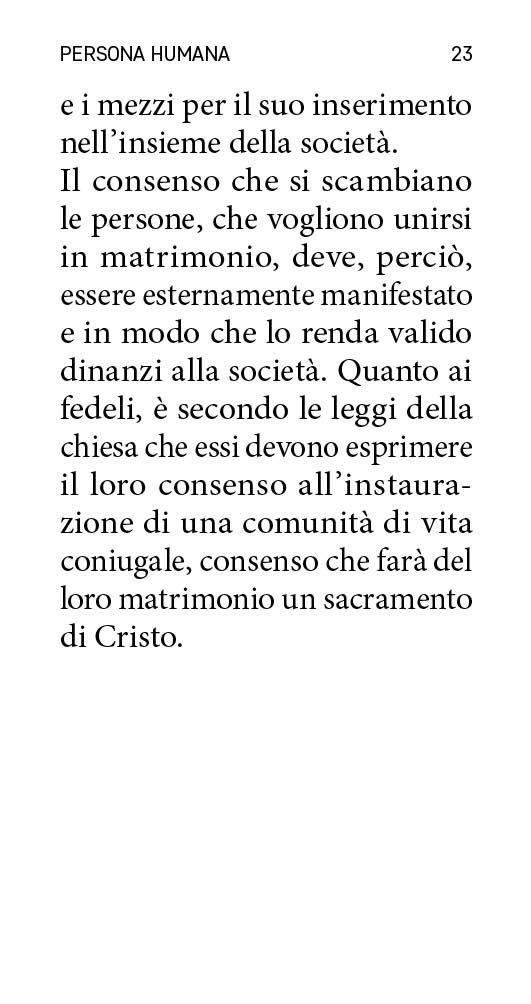 PERSONA HUMANA 23
e i mezzi per il suo inserimento
nell’insieme della società.
Il consenso che si scambiano
le persone, che vogliono unirsi
in matrimonio, deve, perciò,
essere esternamente manifestato
e in modo che lo renda valido
dinanzi alla società. Quanto ai
fedeli, è secondo le leggi della
chiesa che essi devono esprimere
il loro consenso all’instaura-
zione di una comunità di vita
coniugale, consenso che farà del
loro matrimonio un sacramento
di Cristo.